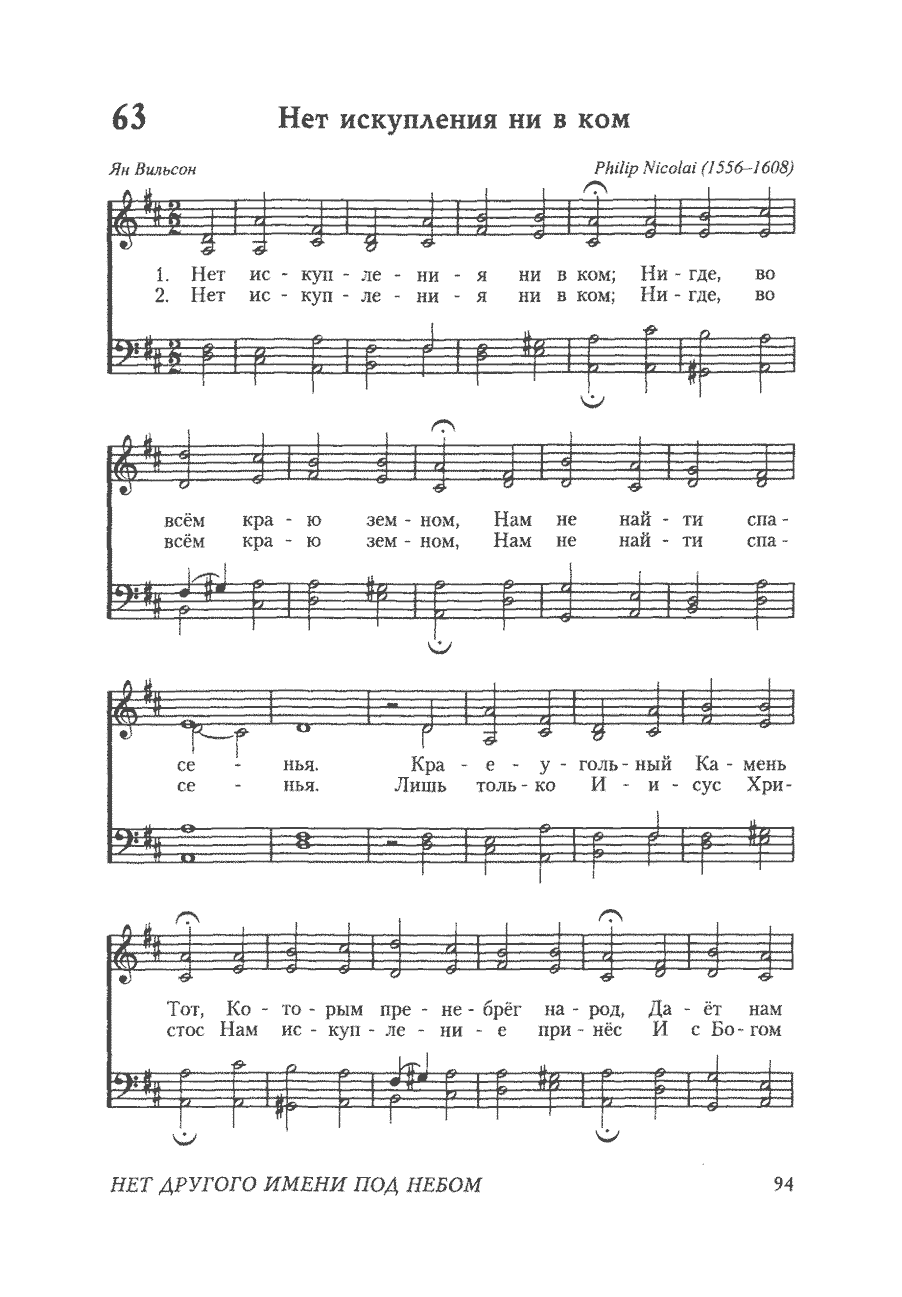 63
Нет искупления ни в ком
Ян Вильсон
Philip Nicolai (1556–1608)
1. Нет ис - куп - ле - ни - я ни в ком; Ни - где, во
2. Нет ис - куп - ле - ни - я ни в ком; Ни - где, во
всём кра - ю зем - ном, Нам не най - ти спа -
всём кра - ю зем - ном, Нам не най - ти спа -
се - нья. Кра - е - у - голь - ный Ка - мень
се - нья. Лишь толь - ко И - и - сус Хри -
Тот, Ко - то - рым пре - не - брёг на - род, Да - ёт нам
стос Нам ис - куп - ле - ни - е при - нёс И с Бо - гом
НЕТ ДРУГОГО ИМЕНИ ПОД НЕБОМ
94